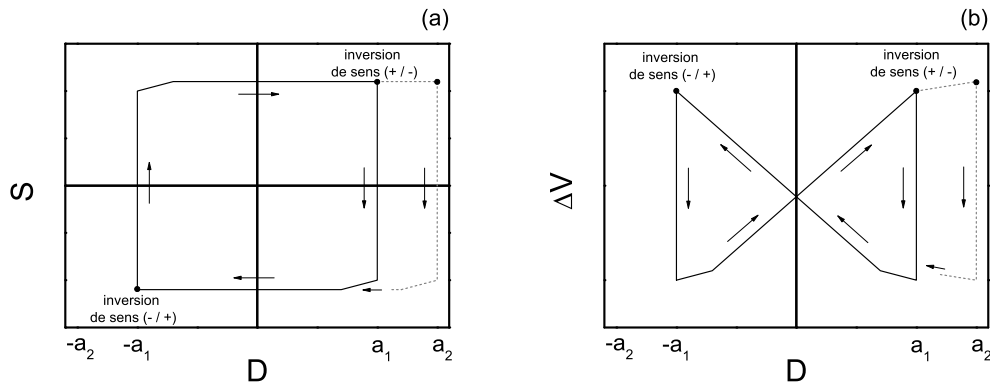 (a)
inversion
de sens (+ / -)
S
inversion
de sens (- / +)
-a2
-a1
a1
a2
D
(b)
inversion
de sens (- / +)
inversion
de sens (+ / -)
ΔV
-a2
-a1
a1
a2
D